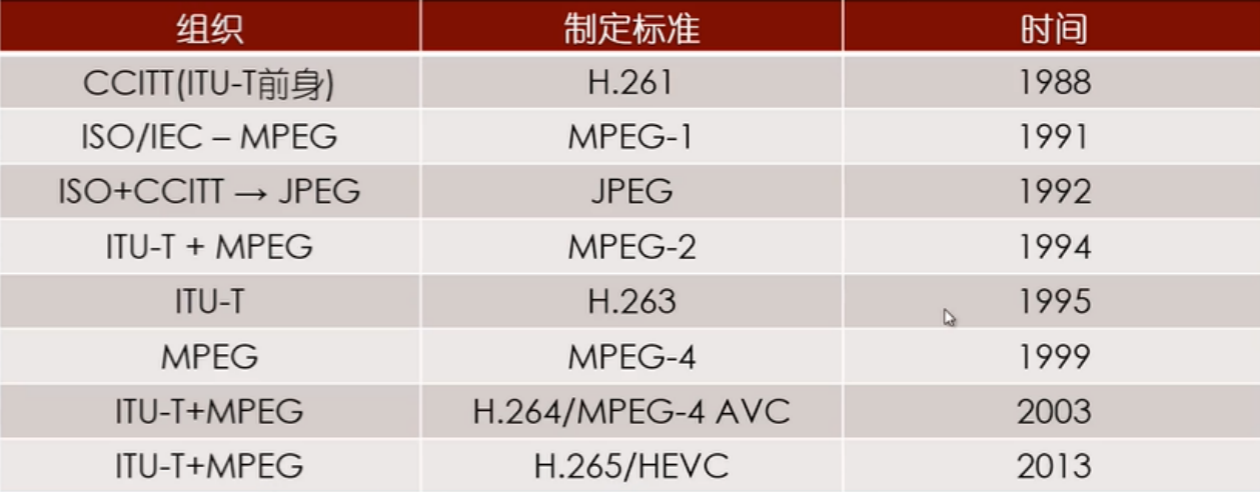 组织 制定标准 时间
CCITT(ITU-T前身) H.261 1988
ISO/IEC – MPEG MPEG-1 1991
ISO+CCITT → JPEG JPEG 1992
ITU-T + MPEG MPEG-2 1994
ITU-T H.263 1995
MPEG MPEG-4 1999
ITU-T+MPEG H.264/MPEG-4 AVC 2003
ITU-T+MPEG H.265/HEVC 2013